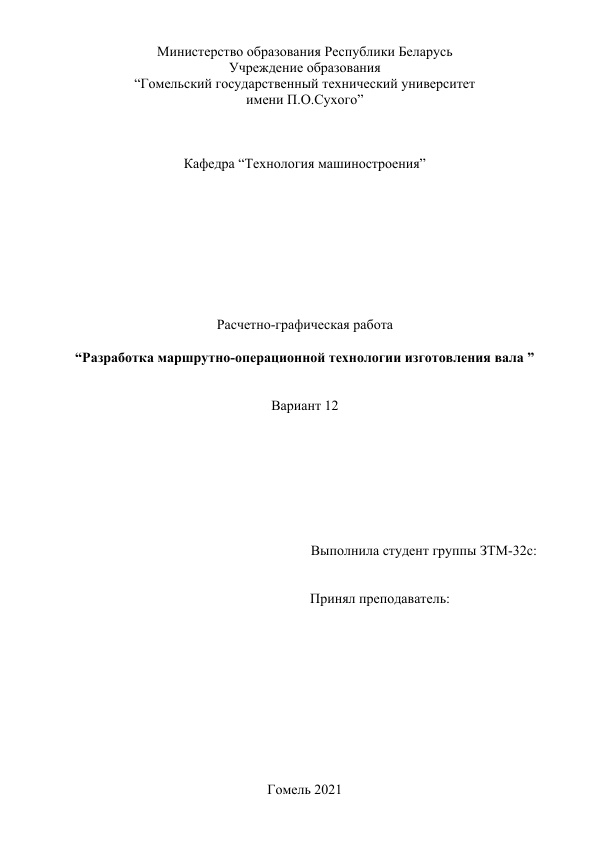 Министерство образования Республики Беларусь
Учреждение образования
“Гомельский государственный технический университет
имени П.О.Сухого”
Кафедра “Технология машиностроения”
Расчетно-графическая работа
“Разработка маршрутно-операционной технологии изготовления вала ”
Вариант 12
Выполнила студент группы ЗТМ-32с:
Принял преподаватель:
Гомель 2021